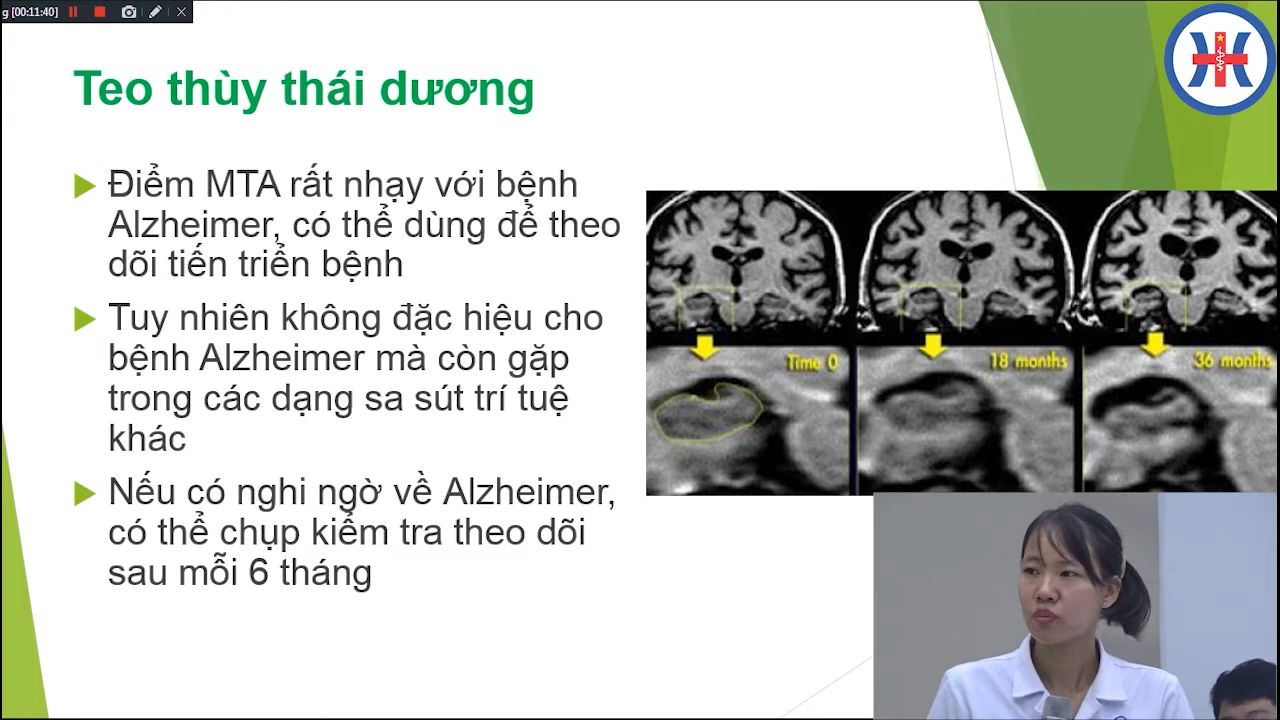 g [00:11:40]
Teo thùy thái dương
Điểm MTA rất nhạy với bệnh
Alzheimer, có thể dùng để theo
dõi tiến triển bệnh
Tuy nhiên không đặc hiệu cho
bệnh Alzheimer mà còn gặp
trong các dạng sa sút trí tuệ
khác
Nếu có nghi ngờ về Alzheimer,
có thể chụp kiểm tra theo dõi
sau mỗi 6 tháng
Time 0
18 months
36 months